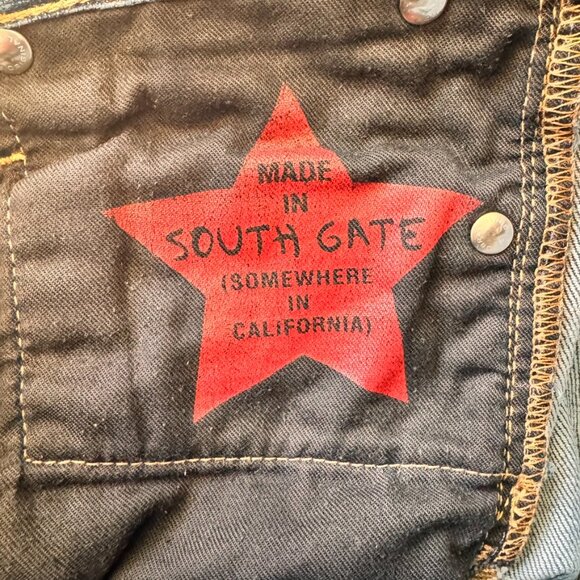 MADE
IN
SOUTH GATE
(SOMEWHERE
IN
CALIFORNIA)